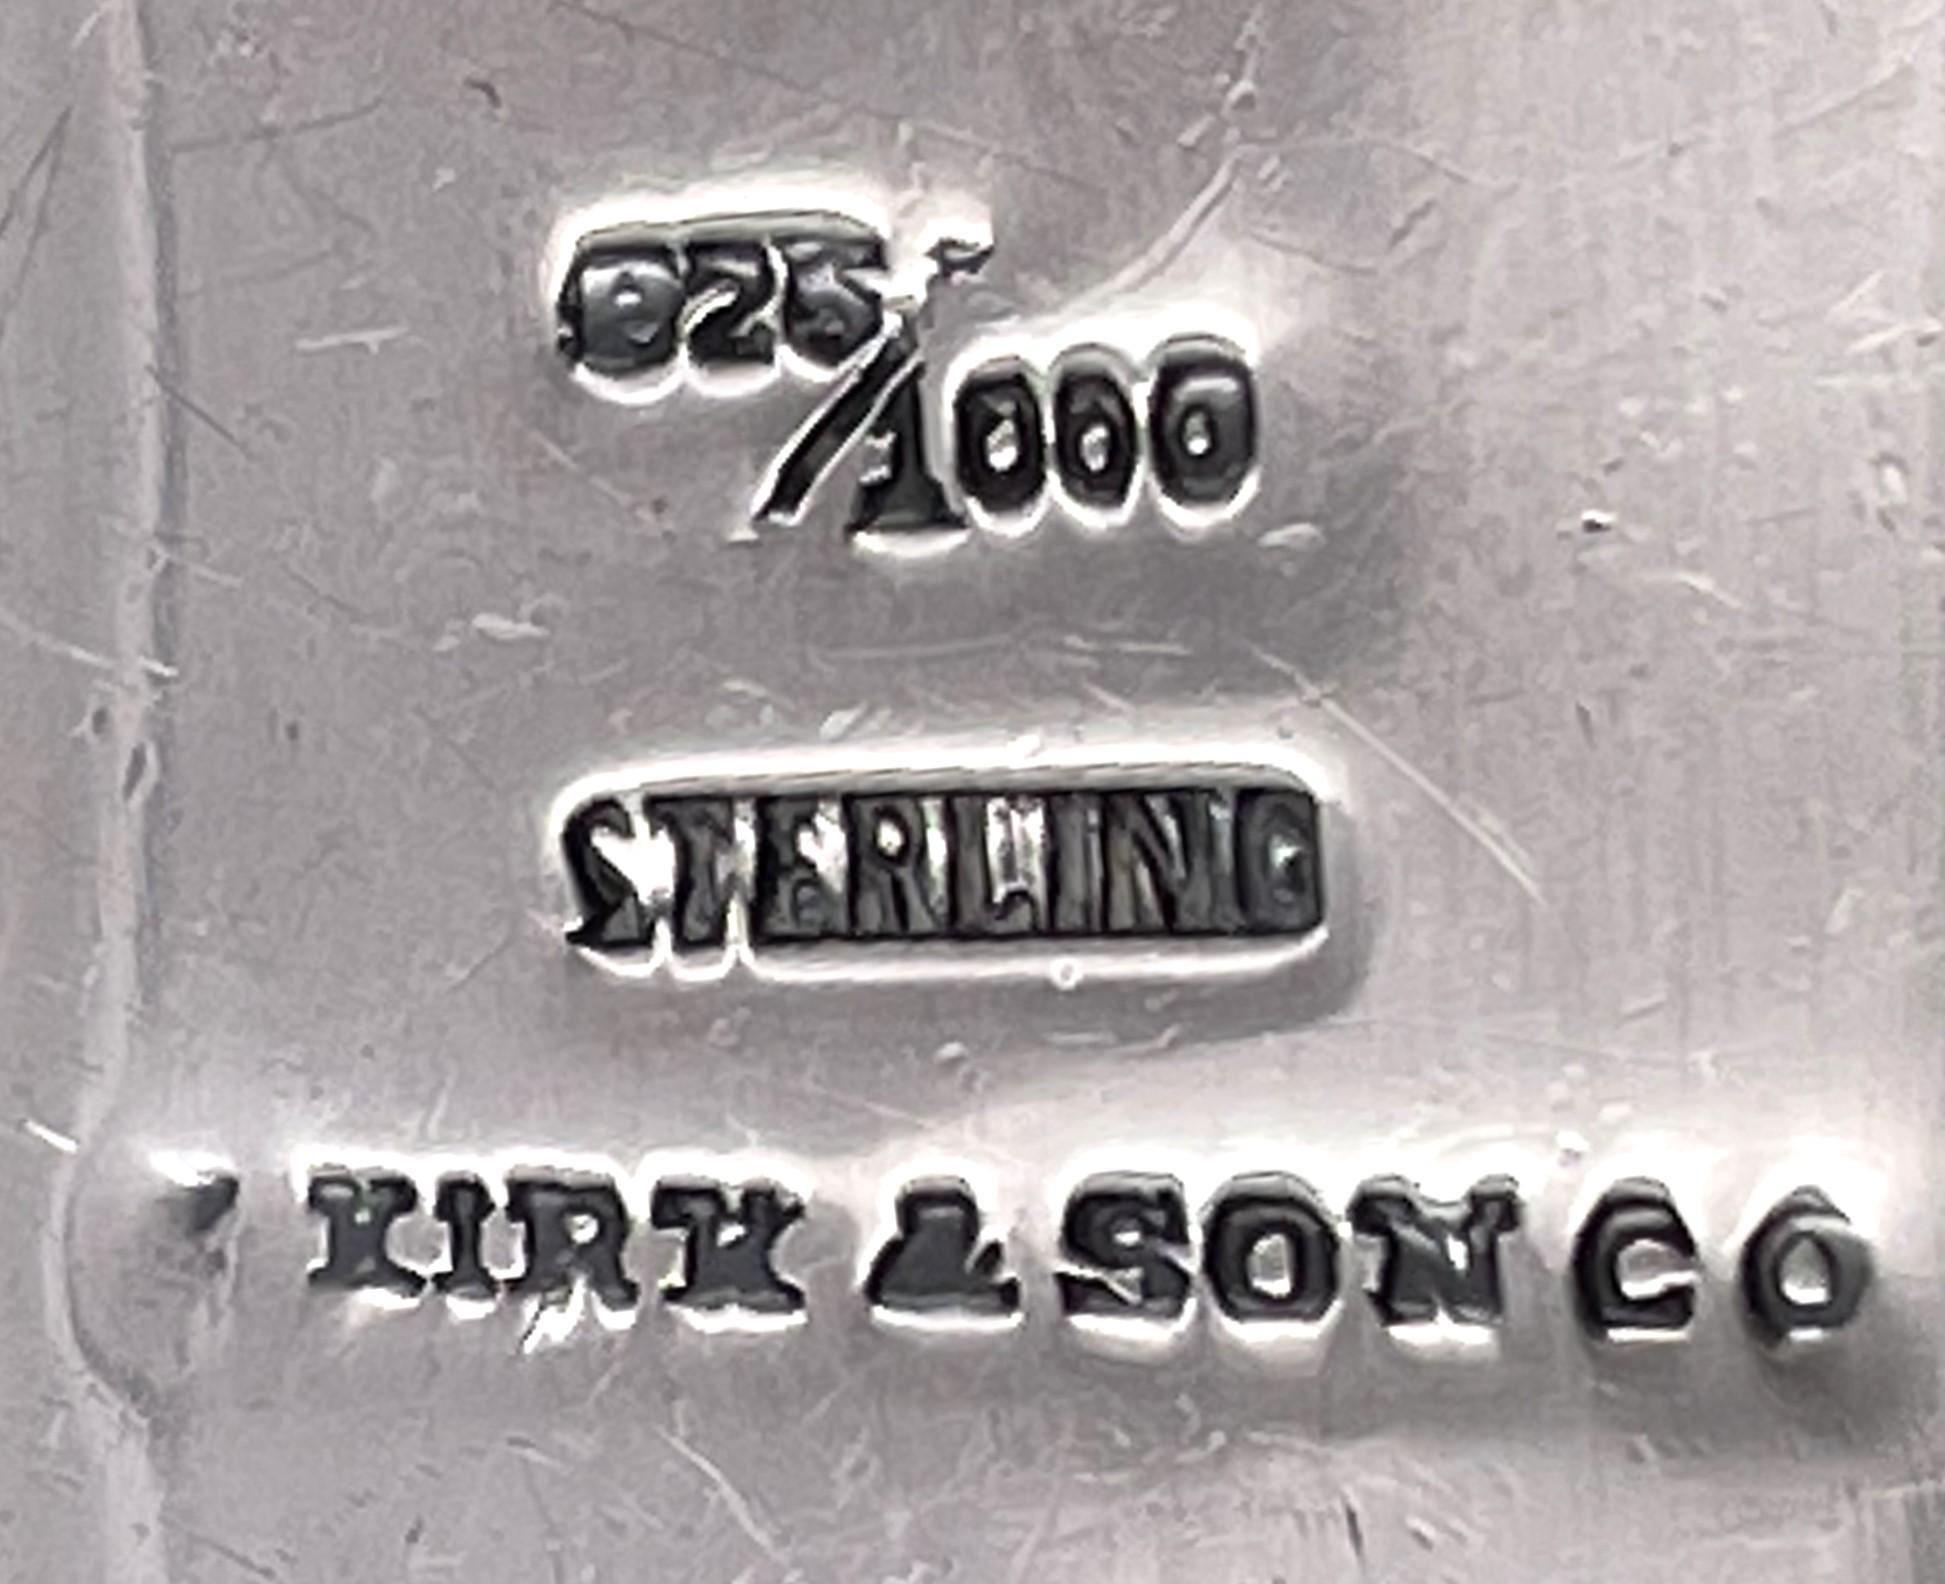 925/1000
STERLING
KIRK & SON CO